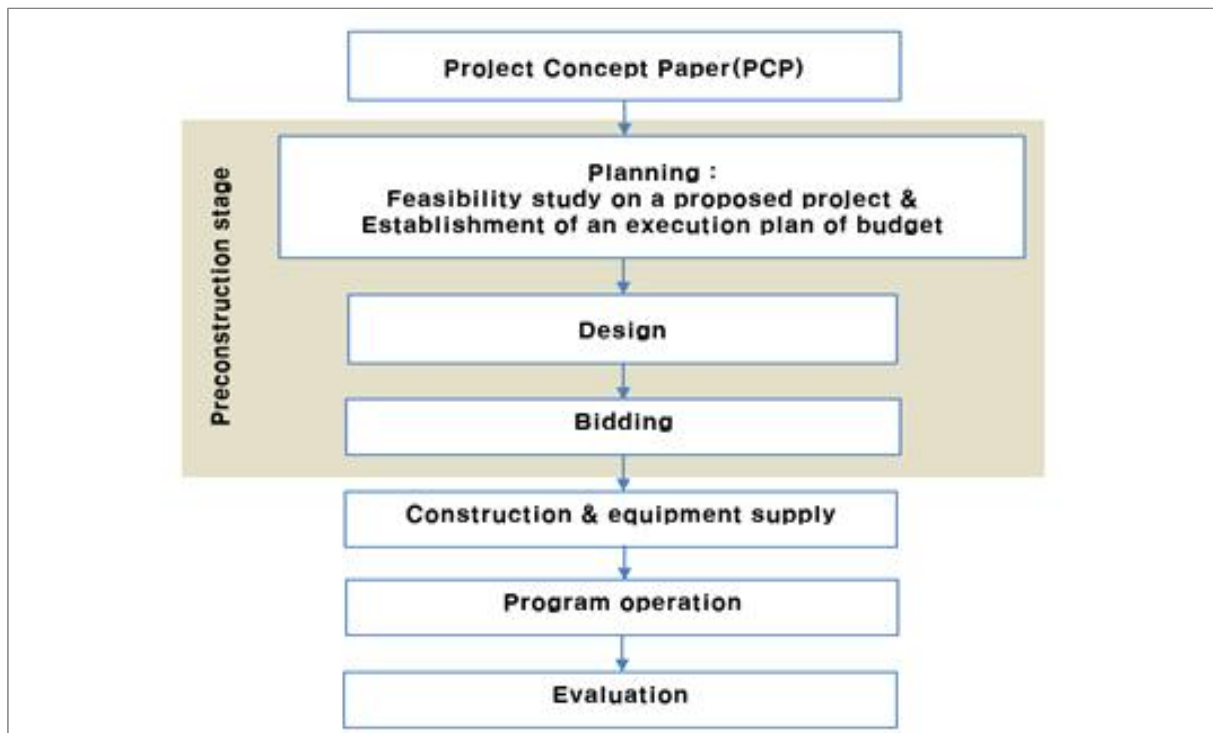 Project Concept Paper(PCP)
Preconstruction stage
Planning :
Feasibility study on a proposed project &
Establishment of an execution plan of budget
Design
Bidding
Construction & equipment supply
Program operation
Evaluation